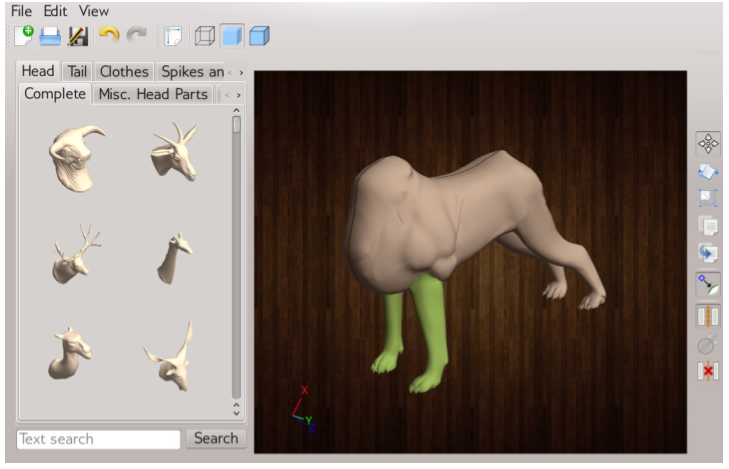 File Edit View
Head Tail Clothes Spikes an
Complete Misc. Head Parts
X
Y
Z
Text search Search